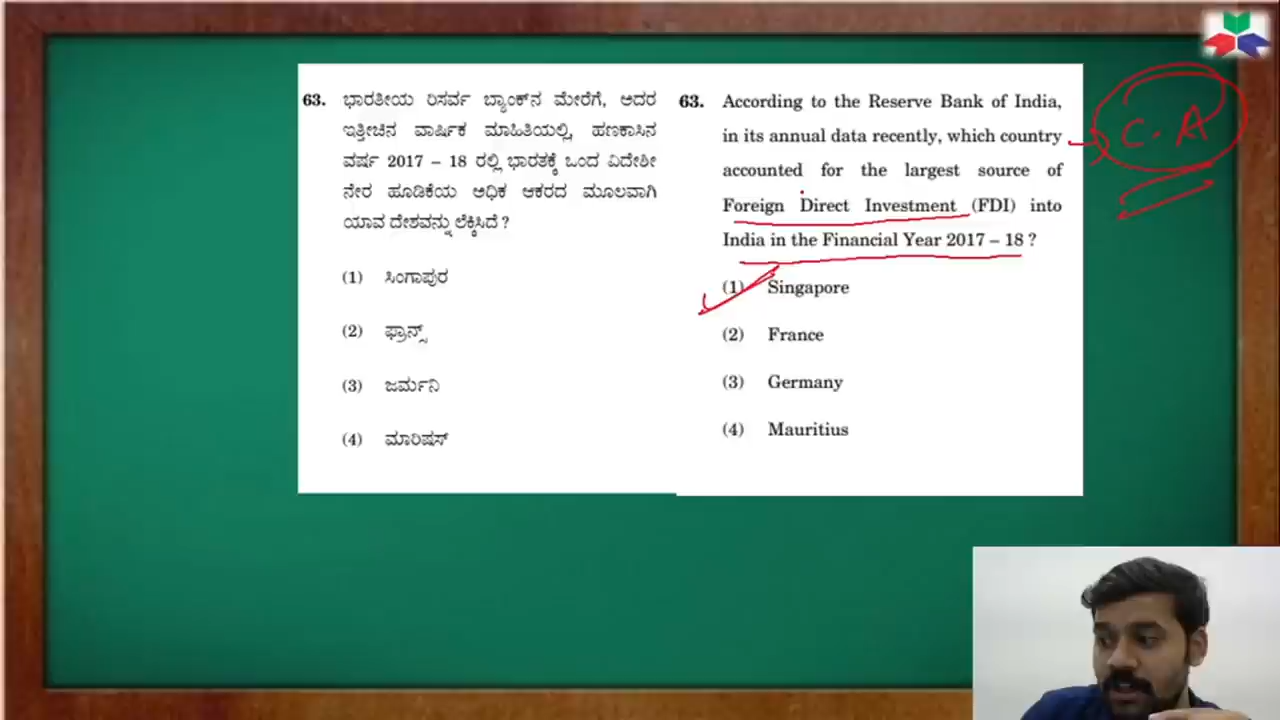 63. ಭಾರತೀಯ ರಿಸರ್ವ ಬ್ಯಾಂಕ್‌ನ ಮೇರೆಗೆ, ಅದರ
ಇತ್ತೀಚಿನ ವಾರ್ಷಿಕ ಮಾಹಿತಿಯಲ್ಲಿ, ಹಣಕಾಸಿನ
ವರ್ಷ 2017 – 18 ರಲ್ಲಿ ಭಾರತಕ್ಕೆ ಒಂದ ವಿದೇಶೀ
ನೇರ ಹೂಡಿಕೆಯ ಅಧಿಕ ಆಕರದ ಮೂಲವಾಗಿ
ಯಾವ ದೇಶವನ್ನು ಲೆಕ್ಕಿಸಿದೆ ?
(1) ಸಿಂಗಾಪುರ
(2) ಫ್ರಾನ್ಸ್
(3) ಜರ್ಮನಿ
(4) ಮಾರಿಷಸ್
63. According to the Reserve Bank of India,
in its annual data recently, which country
accounted for the largest source of
Foreign Direct Investment (FDI) into
India in the Financial Year 2017 – 18 ?
(1) Singapore
(2) France
(3) Germany
(4) Mauritius
C. A